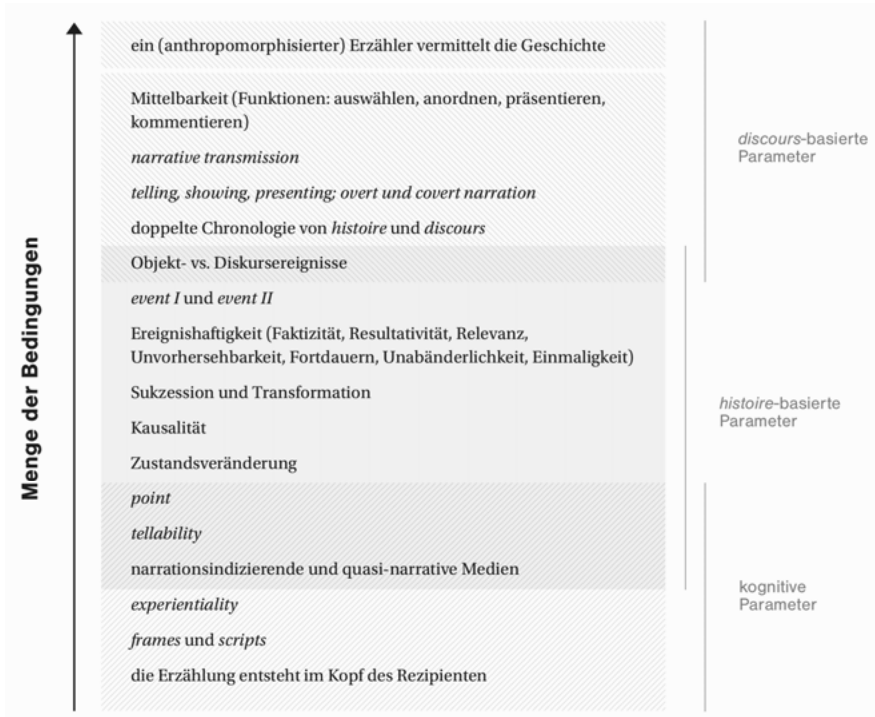 Menge der Bedingungen
ein (anthropomorphisierter) Erzähler vermittelt die Geschichte
Mittelbarkeit (Funktionen: auswählen, anordnen, präsentieren,
kommentieren)
narrative transmission
telling, showing, presenting; overt und covert narration
doppelte Chronologie von histoire und discours
Objekt- vs. Diskursereignisse
event I und event II
Ereignishaftigkeit (Faktizität, Resultativität, Relevanz,
Unvorhersehbarkeit, Fortdauern, Unabänderlichkeit, Einmaligkeit)
Sukzession und Transformation
Kausalität
Zustandsveränderung
point
tellability
narrationsindizierende und quasi-narrative Medien
experientiality
frames und scripts
die Erzählung entsteht im Kopf des Rezipienten
discours-basierte
Parameter
histoire-basierte
Parameter
kognitive
Parameter